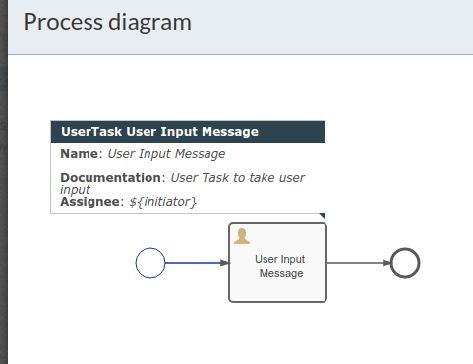 Process diagram
UserTask User Input Message
Name: User Input Message
Documentation: User Task to take user
input
Assignee: ${initiator}
User Input
Message